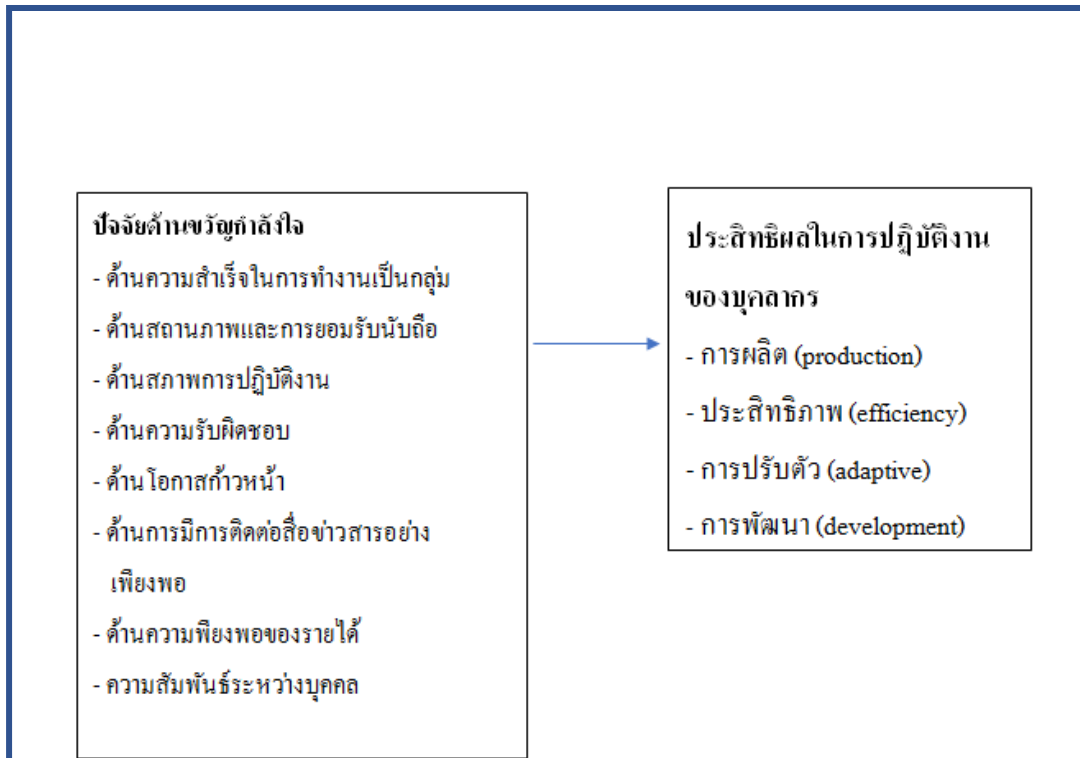 ปัจจัยด้านขวัญกำลังใจ
- ด้านความสำเร็จในการทำงานเป็นกลุ่ม
- ด้านสถานภาพและการยอมรับนับถือ
- ด้านสภาพการปฏิบัติงาน
- ด้านความรับผิดชอบ
- ด้านโอกาสก้าวหน้า
- ด้านการมีการติดต่อสื่อข่าวสารอย่าง
เพียงพอ
- ด้านความพียงพอของรายได้
- ความสัมพันธ์ระหว่างบุคคล
ประสิทธิผลในการปฏิบัติงาน
ของบุคลากร
- การผลิต (production)
- ประสิทธิภาพ (efficiency)
- การปรับตัว (adaptive)
- การพัฒนา (development)